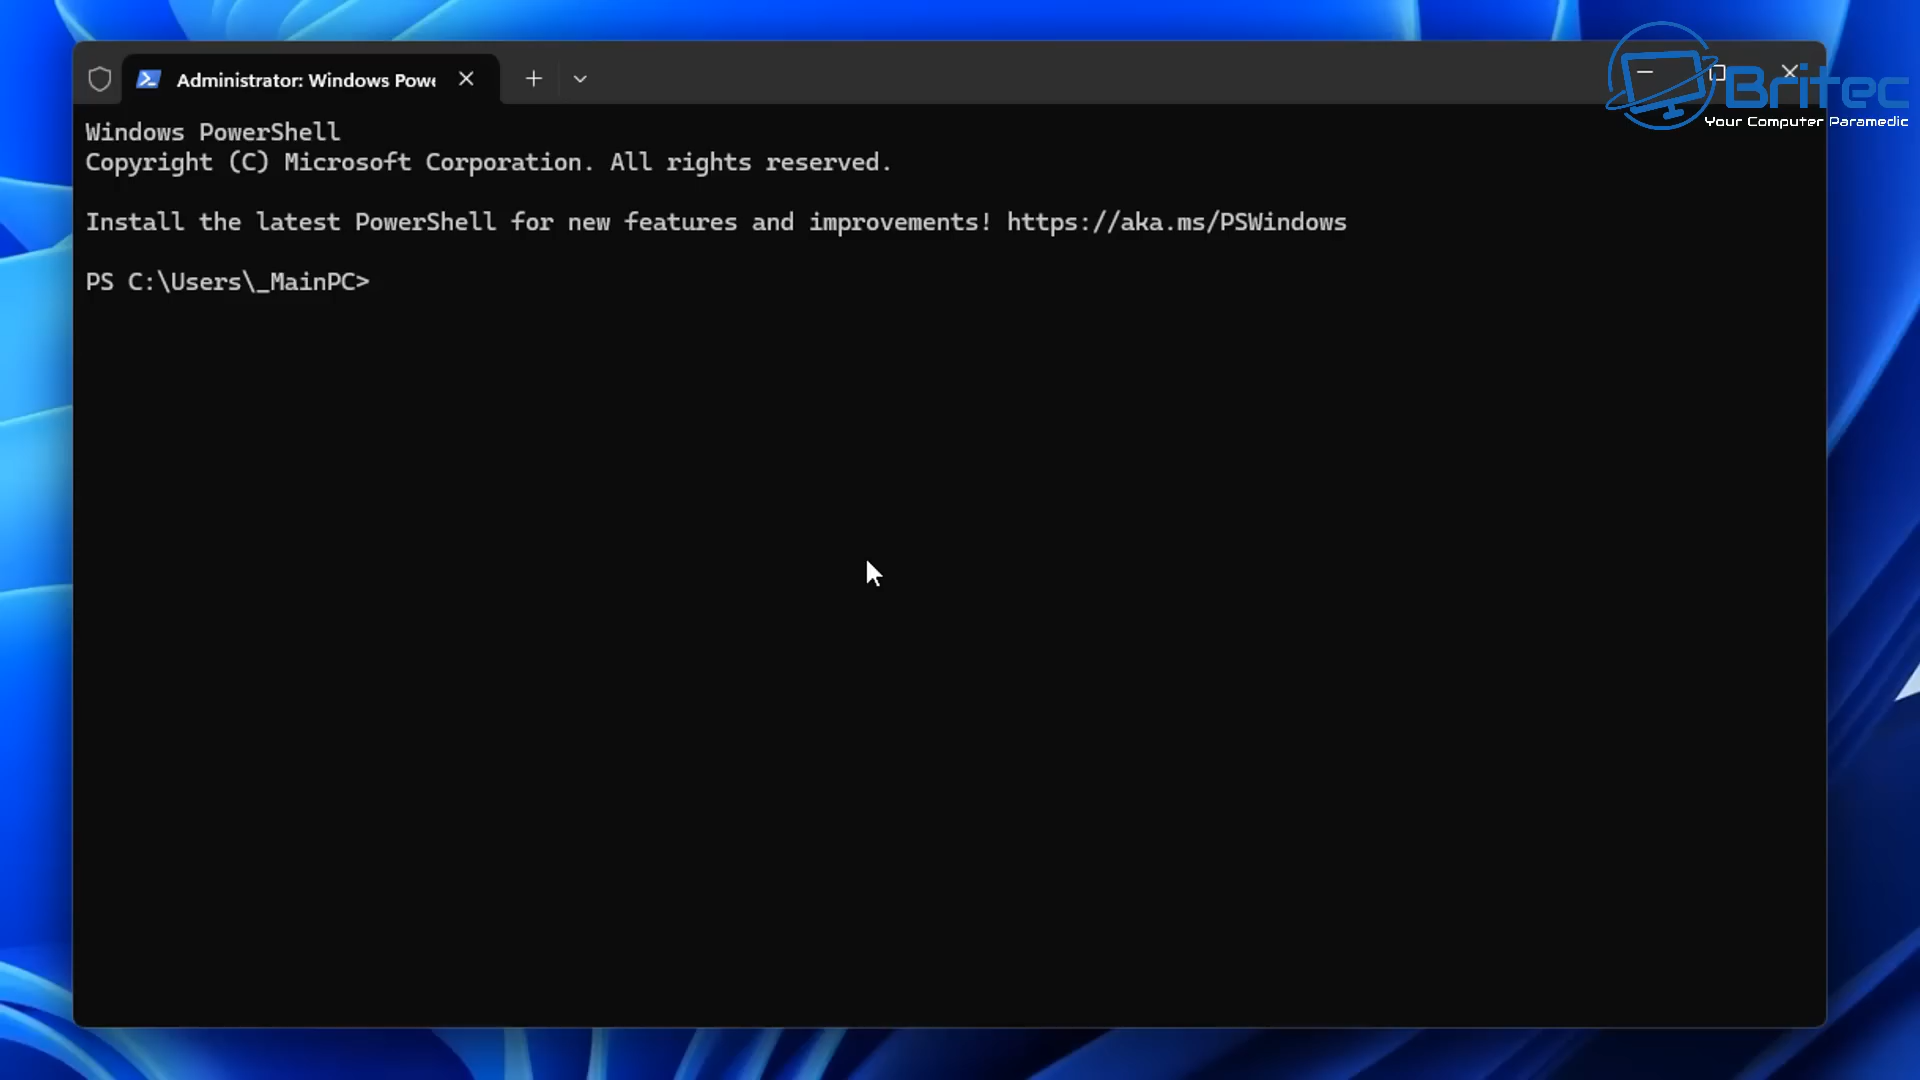 Administrator: Windows Powe
Britec
Your Computer Paramedic
Windows PowerShell
Copyright (C) Microsoft Corporation. All rights reserved.
Install the latest PowerShell for new features and improvements! https://aka.ms/PSWindows
PS C:\Users\_MainPC>